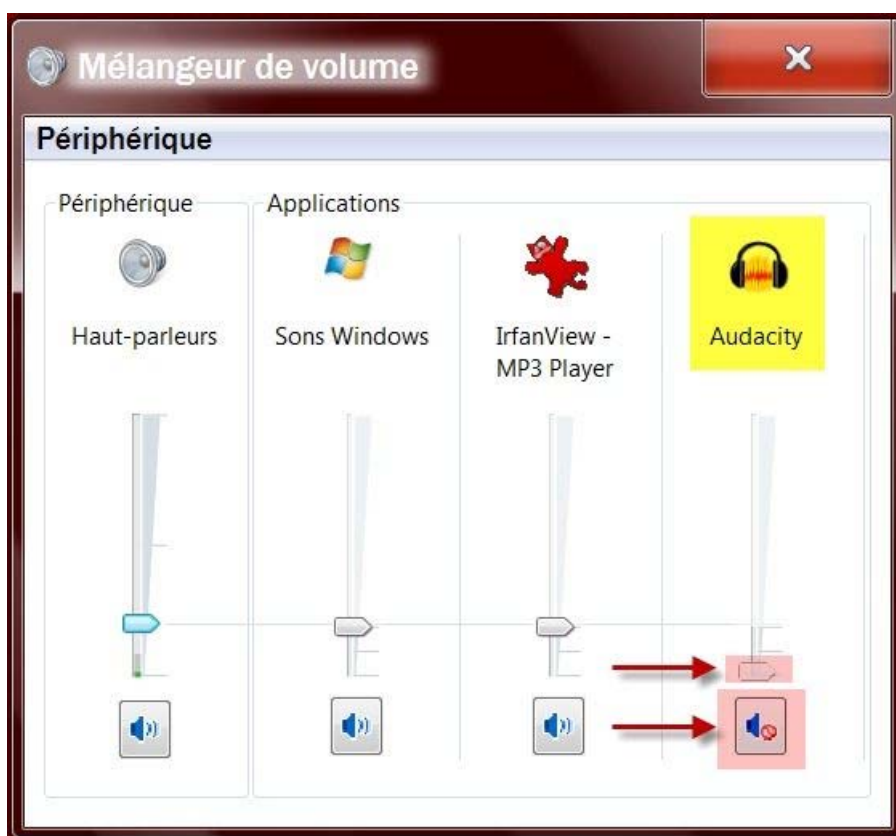 Mélangeur de volume
Périphérique
Périphérique
Applications
Haut-parleurs
Sons Windows
IrfanView -
MP3 Player
Audacity